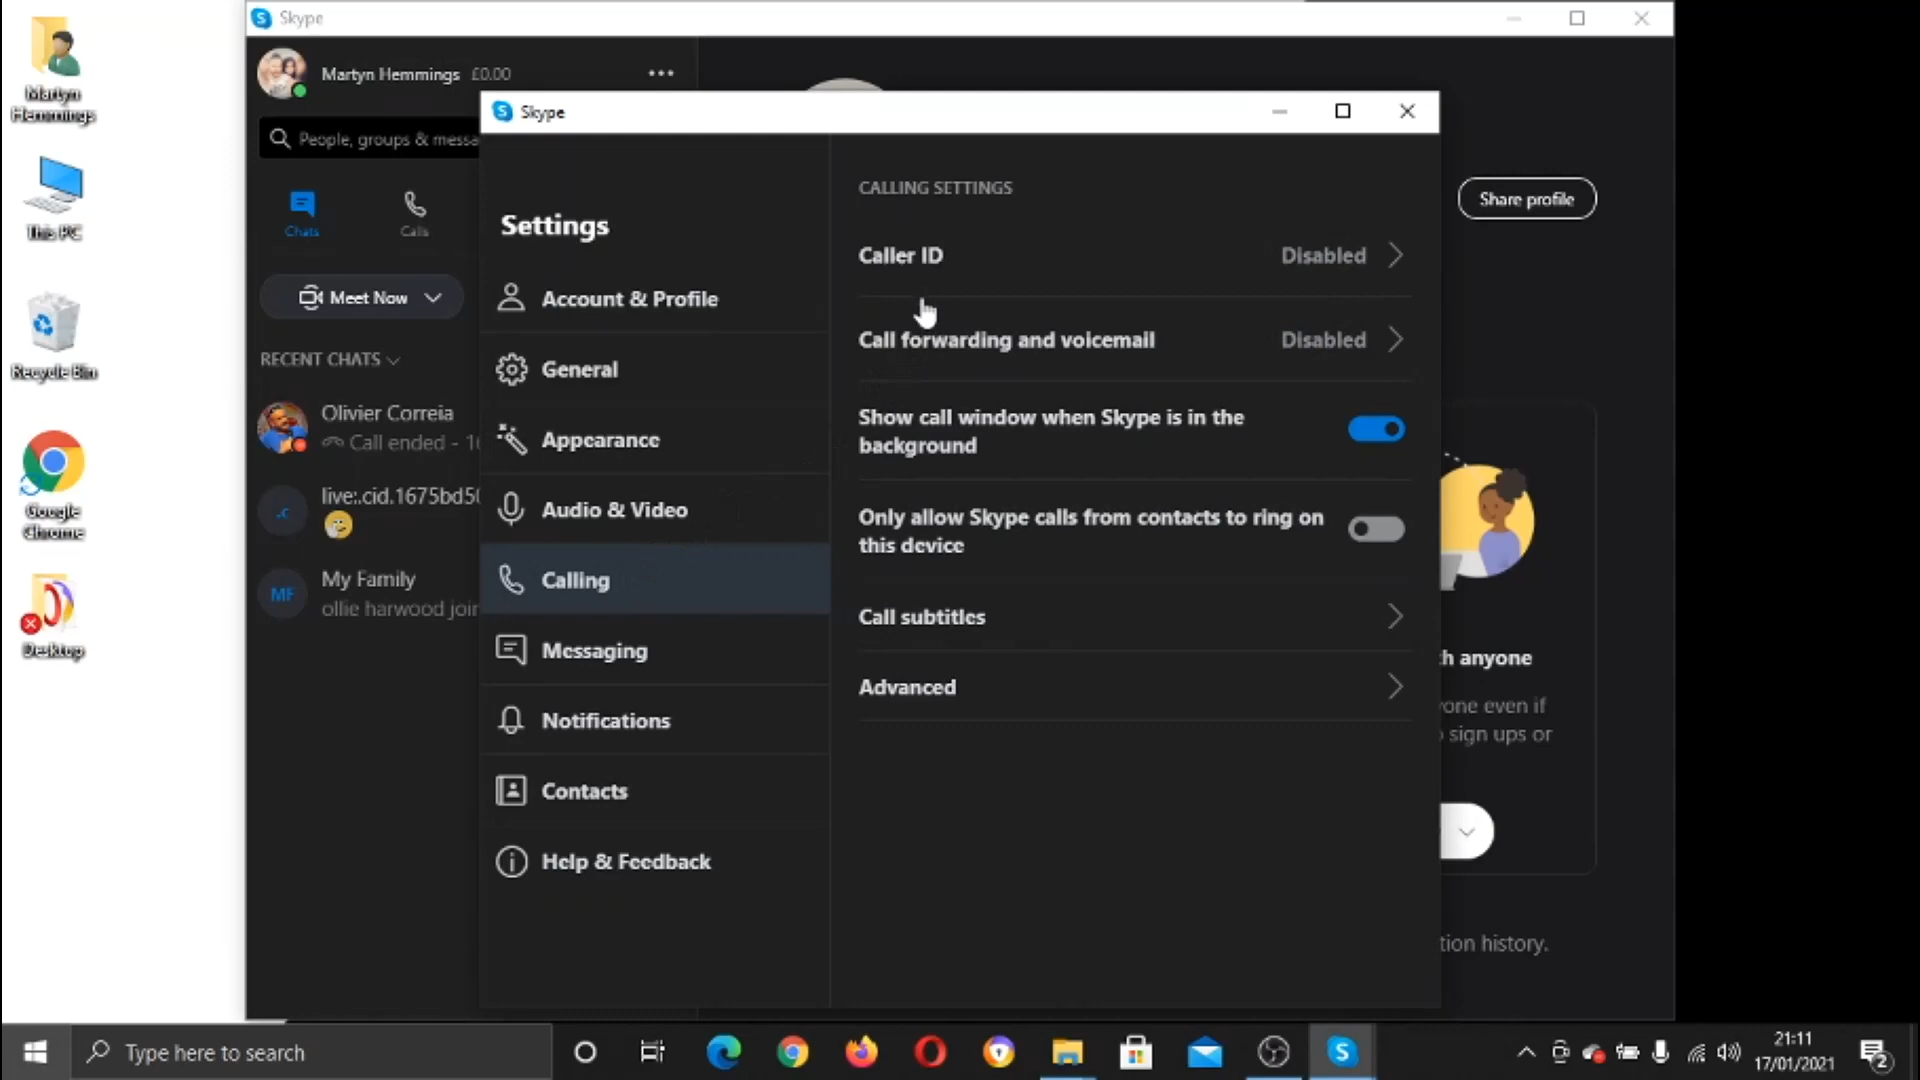 Martyn
Hemmings
This PC
Recycle Bin
Google
Chrome
Desktop
Skype
Martyn Hemmings £0.00
People, groups & messa
Chats
Calls
Meet Now
RECENT CHATS
Olivier Correia
Call ended - 1
.c
live:.cid.1675bd50
MF
My Family
ollie harwood join
Skype
Settings
Account & Profile
General
Appearance
Audio & Video
Calling
Messaging
Notifications
Contacts
Help & Feedback
CALLING SETTINGS
Caller ID Disabled
Call forwarding and voicemail Disabled
Show call window when Skype is in the
background
Only allow Skype calls from contacts to ring on
this device
Call subtitles
Advanced
Share profile
h anyone
one even if
sign ups or
tion history.
Type here to search
21:11
17/01/2021
2